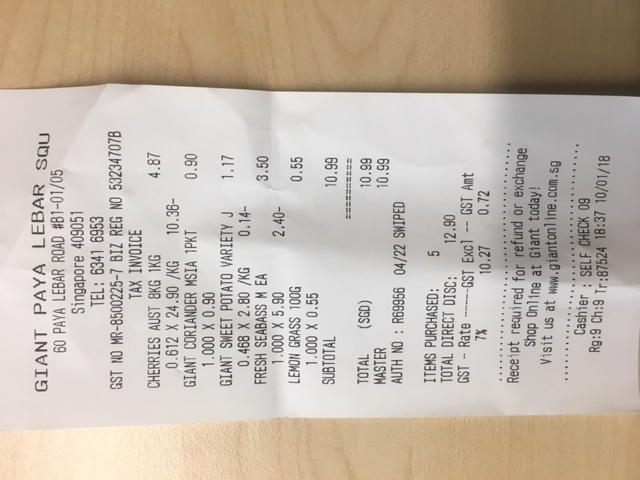 GIANT PAYA LEBAR SQU
60 PAYA LEBAR ROAD #B1-01/05
Singapore 409051
TEL: 6341 6953
GST NO MR-8500225-7 BIZ REG NO 53234707B
TAX INVOICE
CHERRIES AUST 8KG 1KG 4.87
0.612 X 24.90 /KG 10.36-
GIANT CORIANDER MSIA 1PKT 0.90
1.000 X 0.90
GIANT SWEET POTATO VARIETY J 1.17
0.468 X 2.80 /KG 0.14-
FRESH SEABASS M EA 3.50
1.000 X 5.90 2.40-
LEMON GRASS 100G 0.55
1.000 X 0.55
SUBTOTAL 10.99
==========
TOTAL (SGD) 10.99
MASTER 10.99
AUTH NO : R69956 04/22 SWIPED
ITEMS PURCHASED: 5
TOTAL DIRECT DISC: 12.90
GST - Rate ------GST Excl -- GST Amt
7% 10.27 0.72
Receipt required for refund or exchange
Shop Online at Giant today!
Visit us at www.giantonline.com.sg
Cashier : SELF CHECK 09
Rg:9 Ch:9 Tr:87524 18:37 10/01/18